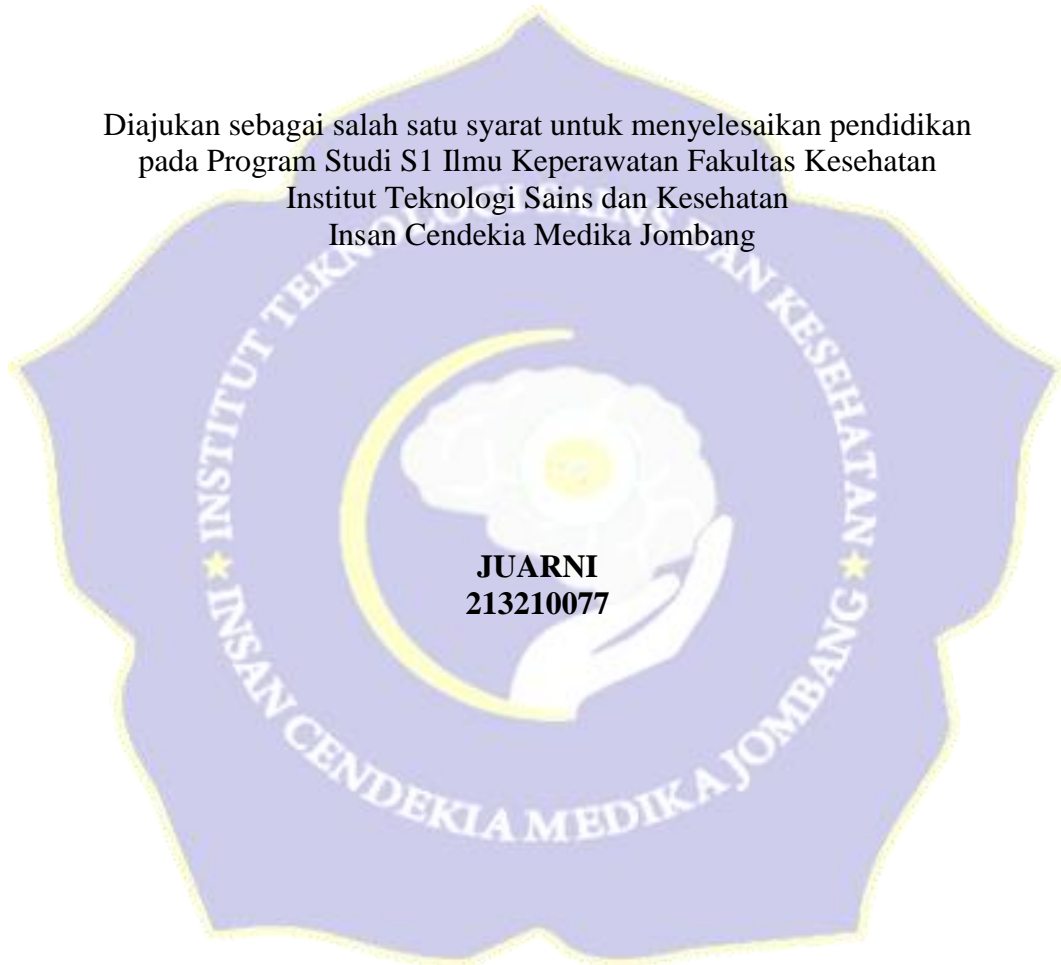 Diajukan sebagai salah satu syarat untuk menyelesaikan pendidikan
pada Program Studi S1 Ilmu Keperawatan Fakultas Kesehatan
Institut Teknologi Sains dan Kesehatan
Insan Cendekia Medika Jombang
INSTITUT TEKNOLOGI SAINS DAN KESEHATAN
JUARNI
213210077
INSAN CENDEKIA MEDIKA JOMBANG